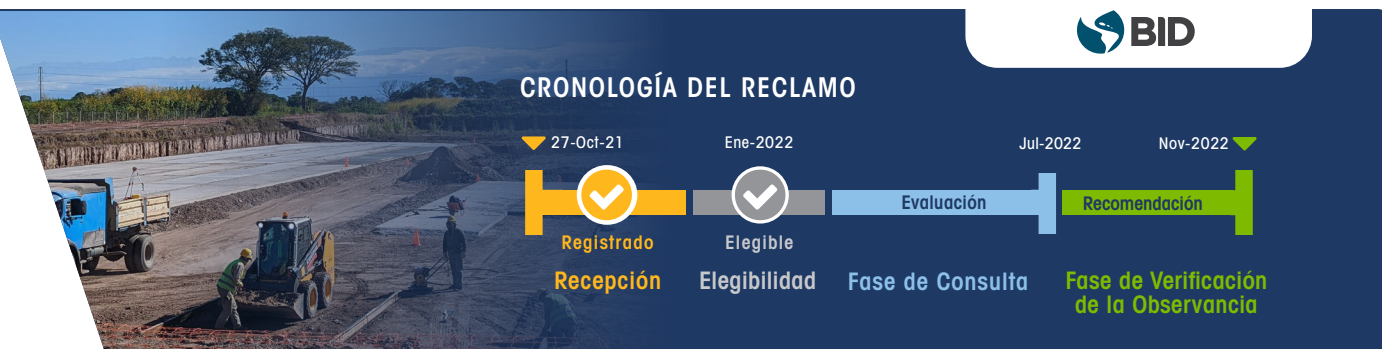 BID
CRONOLOGÍA DEL RECLAMO
27-Oct-21
Ene-2022
Jul-2022
Nov-2022
Evaluación
Recomendación
Registrado
Elegible
Recepción
Elegibilidad
Fase de Consulta
Fase de Verificación
de la Observancia